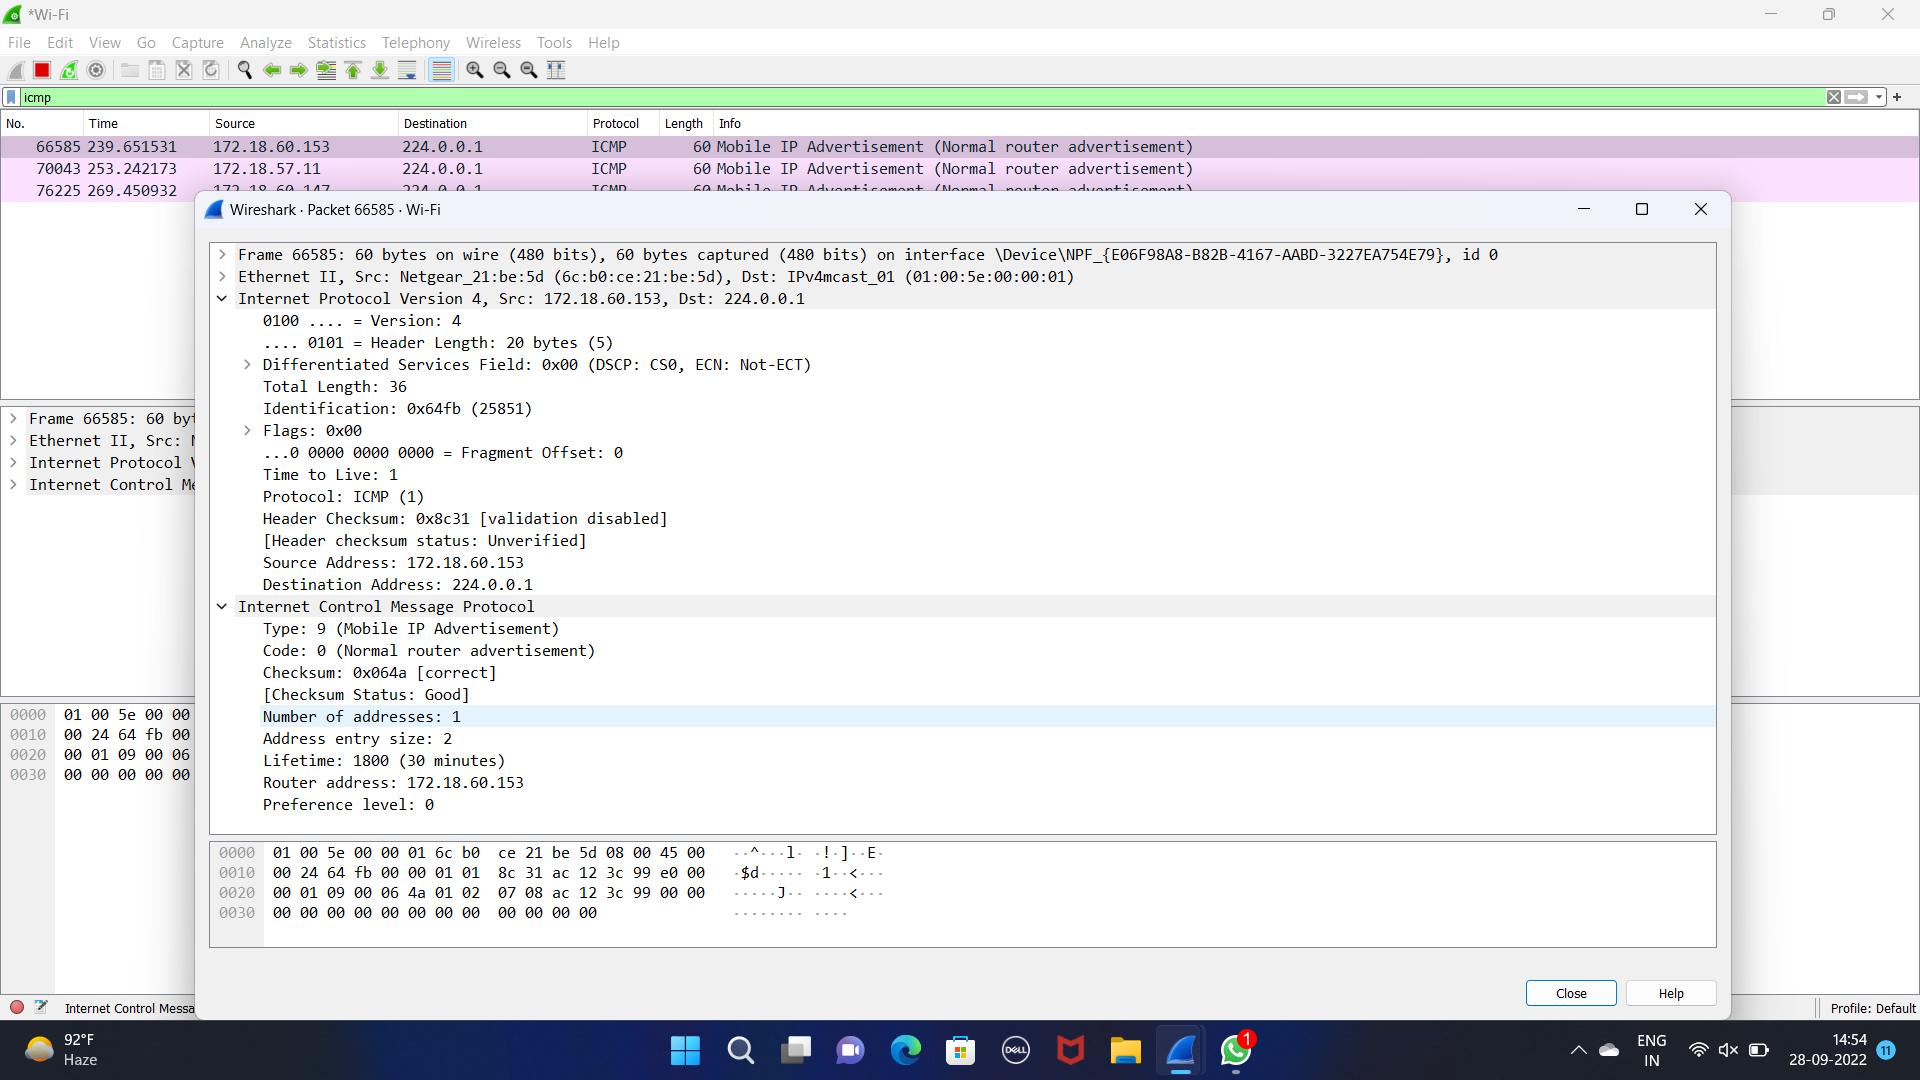 *Wi-Fi
File Edit View Go Capture Analyze Statistics Telephony Wireless Tools Help
icmp
No. Time Source Destination Protocol Length Info
66585 239.651531 172.18.60.153 224.0.0.1 ICMP 60 Mobile IP Advertisement (Normal router advertisement)
70043 253.242173 172.18.57.11 224.0.0.1 ICMP 60 Mobile IP Advertisement (Normal router advertisement)
76225 269.450932 172.18.60.147 224.0.0.1 ICMP 60 Mobile IP Advertisement (Normal router advertisement)
Wireshark · Packet 66585 · Wi-Fi
Frame 66585: 60 bytes on wire (480 bits), 60 bytes captured (480 bits) on interface \Device\NPF_{E06F98A8-B82B-4167-AABD-3227EA754E79}, id 0
Ethernet II, Src: Netgear_21:be:5d (6c:b0:ce:21:be:5d), Dst: IPv4mcast_01 (01:00:5e:00:00:01)
Internet Protocol Version 4, Src: 172.18.60.153, Dst: 224.0.0.1
0100 .... = Version: 4
.... 0101 = Header Length: 20 bytes (5)
Differentiated Services Field: 0x00 (DSCP: CS0, ECN: Not-ECT)
Total Length: 36
Identification: 0x64fb (25851)
Flags: 0x00
...0 0000 0000 0000 = Fragment Offset: 0
Time to Live: 1
Protocol: ICMP (1)
Header Checksum: 0x8c31 [validation disabled]
[Header checksum status: Unverified]
Source Address: 172.18.60.153
Destination Address: 224.0.0.1
Internet Control Message Protocol
Type: 9 (Mobile IP Advertisement)
Code: 0 (Normal router advertisement)
Checksum: 0x064a [correct]
[Checksum Status: Good]
Number of addresses: 1
Address entry size: 2
Lifetime: 1800 (30 minutes)
Router address: 172.18.60.153
Preference level: 0
0000 01 00 5e 00 00 01 6c b0 ce 21 be 5d 08 00 45 00 ··^···l· ·!·]··E·
0010 00 24 64 fb 00 00 01 01 8c 31 ac 12 3c 99 e0 00 ·$d····· ·1··<···
0020 00 01 09 00 06 4a 01 02 07 08 ac 12 3c 99 00 00 ·····J·· ····<···
0030 00 00 00 00 00 00 00 00 00 00 00 00 ········ ····
Close Help
Frame 66585: 60 byt
Ethernet II, Src:
Internet Protocol
Internet Control Me
0000 01 00 5e 00 00
0010 00 24 64 fb 00
0020 00 01 09 00 06
0030 00 00 00 00 00
Internet Control Messa
Profile: Default
92°F
Haze
DELL
1
ENG
IN
14:54
28-09-2022
11